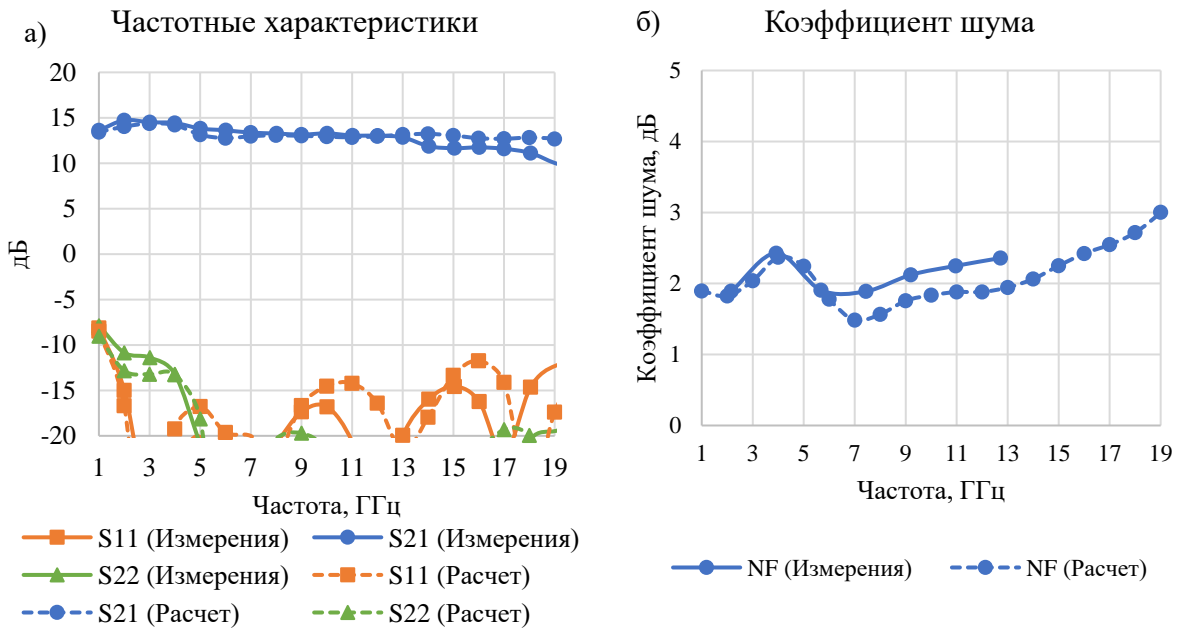 а)
Частотные характеристики
20
15
10
5
0
-5
-10
-15
-20
дБ
1 3 5 7 9 11 13 15 17 19
Частота, ГГц
S11 (Измерения) S21 (Измерения)
S22 (Измерения) S11 (Расчет)
S21 (Расчет) S22 (Расчет)
б)
Коэффициент шума
5
4
3
2
1
0
Коэффициент шума, дБ
1 3 5 7 9 11 13 15 17 19
Частота, ГГц
NF (Измерения) NF (Расчет)